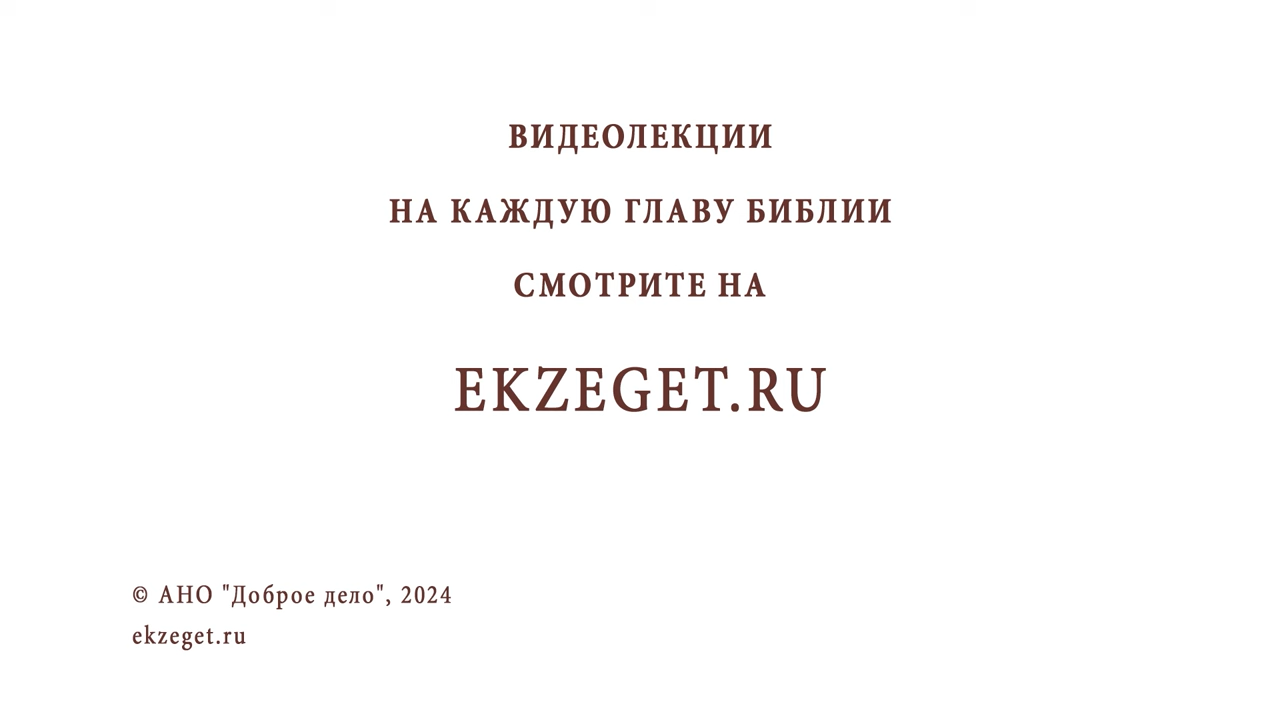 ВИДЕОЛЕКЦИИ
НА КАЖДУЮ ГЛАВУ БИБЛИИ
СМОТРИТЕ НА
EKZEGET.RU
© АНО "Доброе дело", 2024
ekzeget.ru